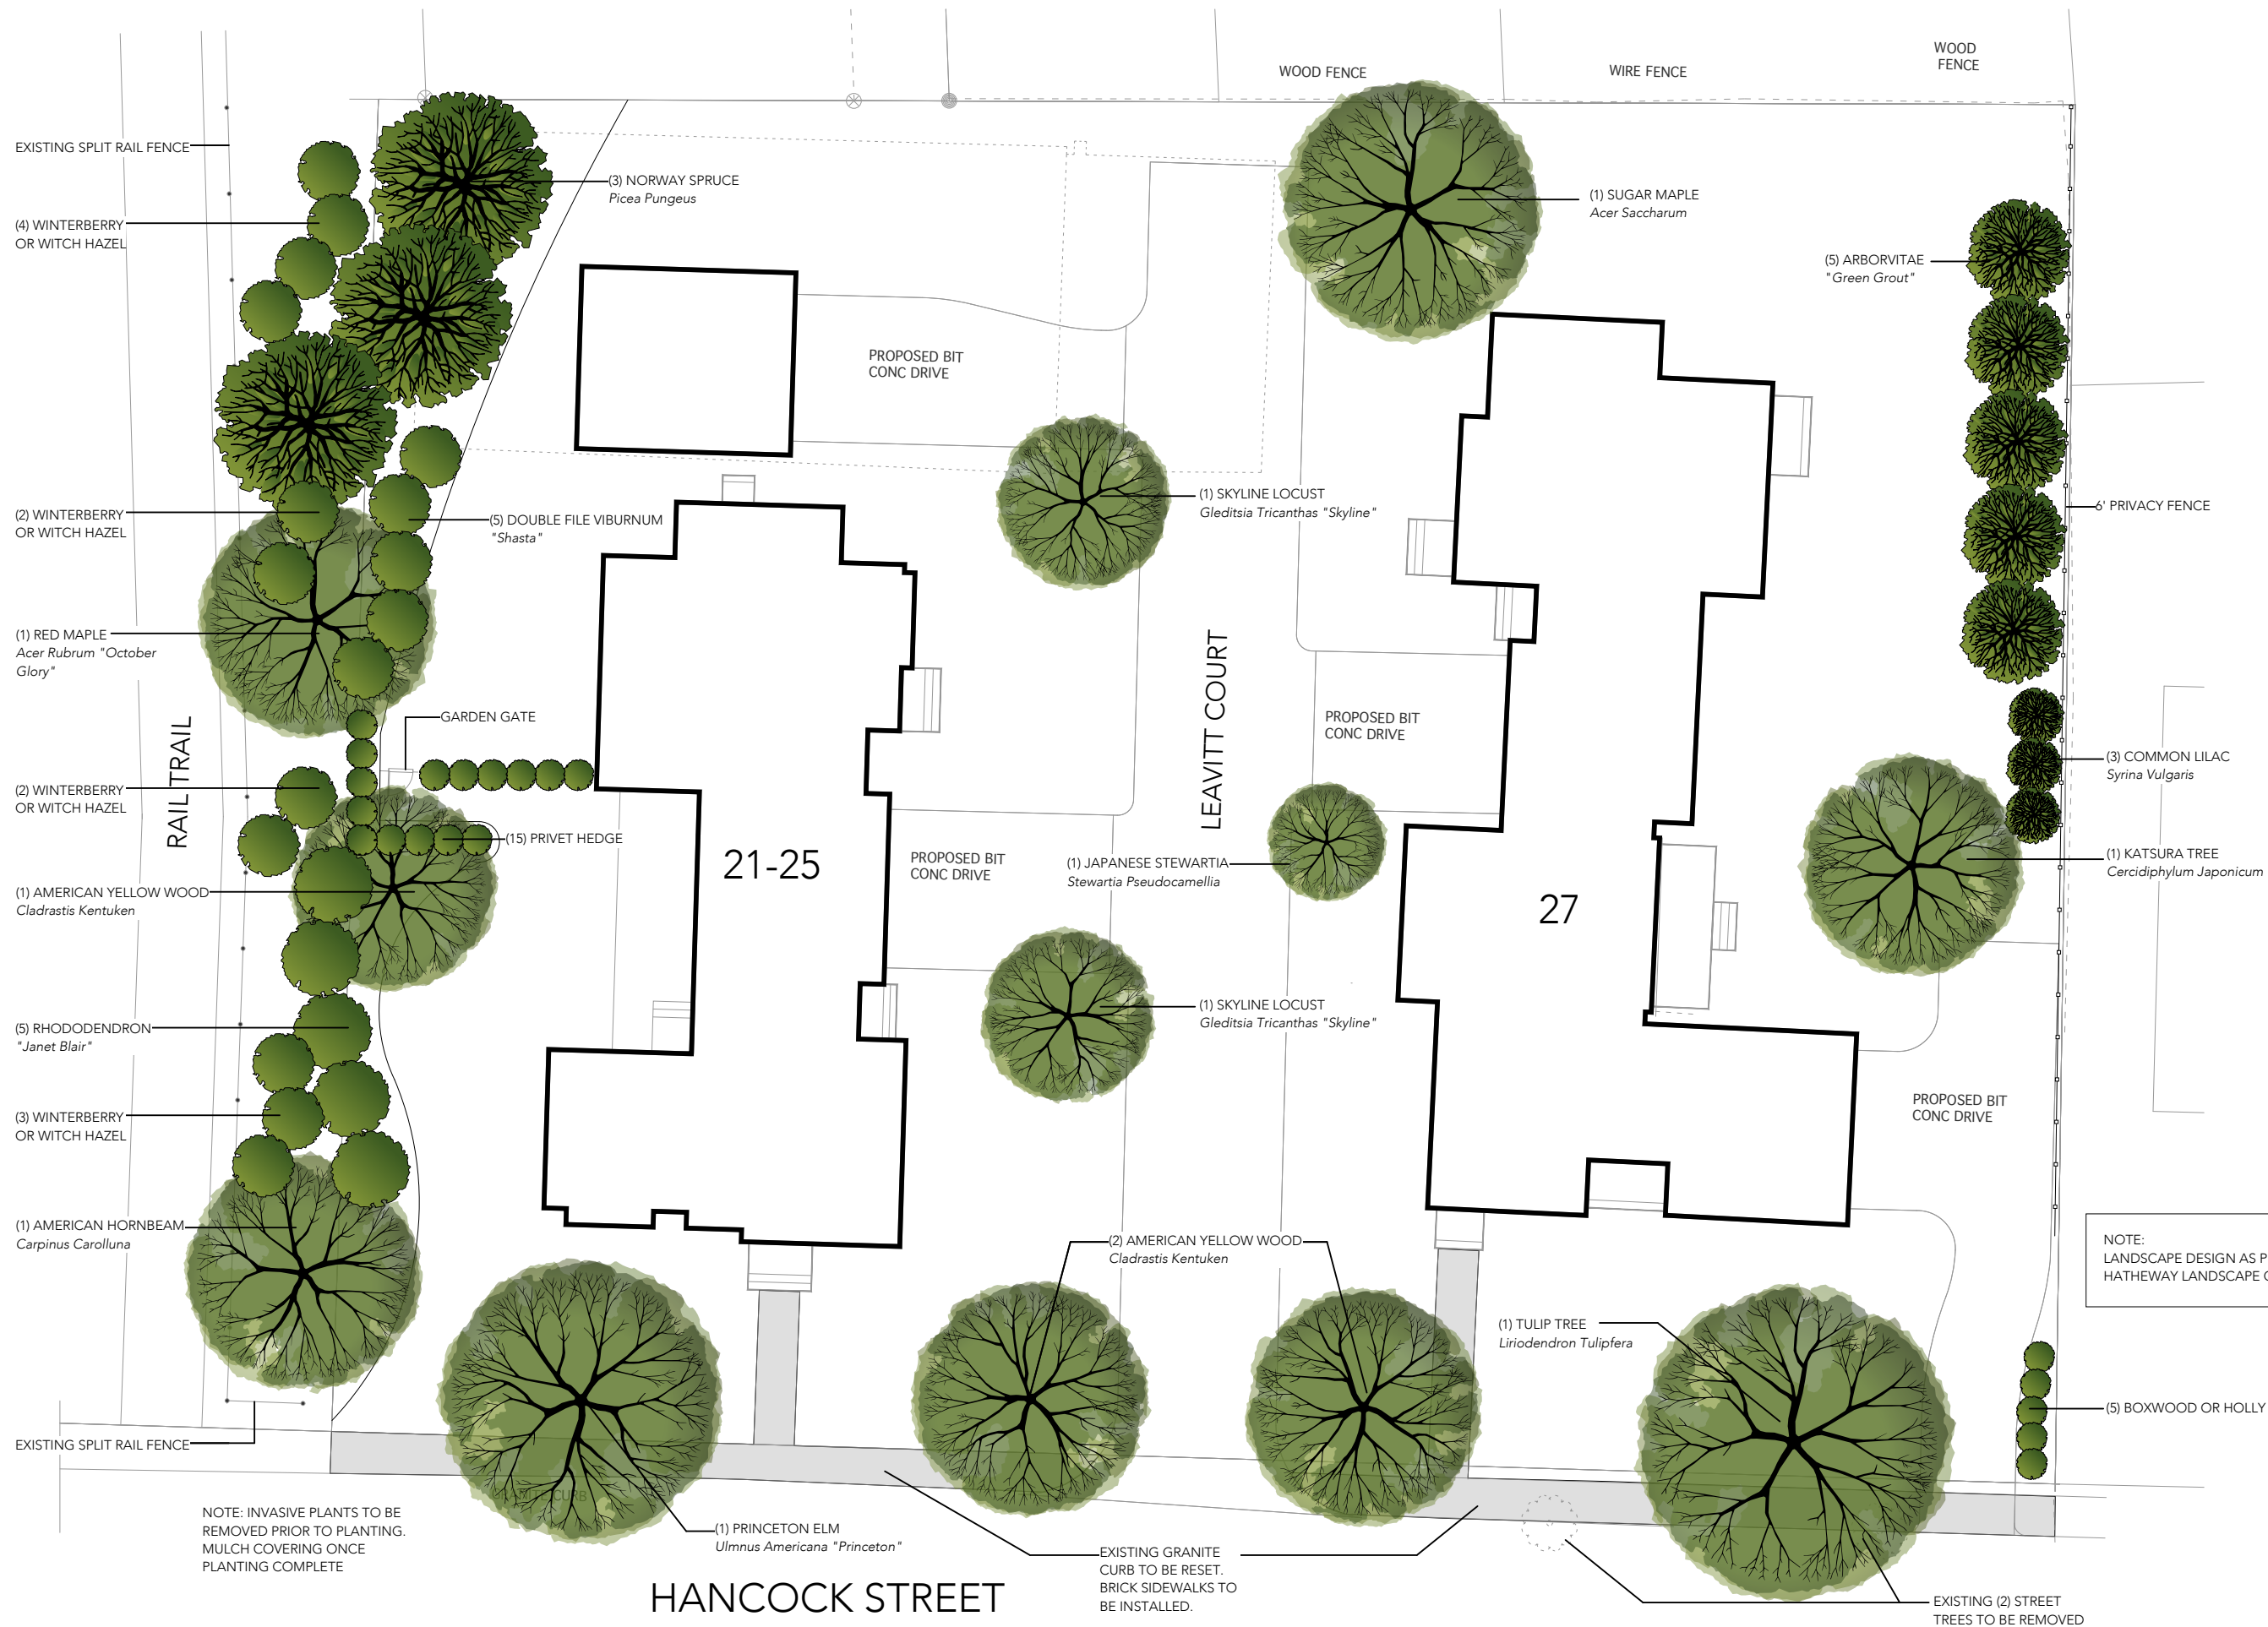 WOOD
FENCE
WOOD FENCE
WIRE FENCE
EXISTING SPLIT RAIL FENCE
(3) NORWAY SPRUCE
Picea Pungeus
(1) SUGAR MAPLE
Acer Saccharum
(4) WINTERBERRY
OR WITCH HAZEL
(5) ARBORVITAE
"Green Grout"
PROPOSED BIT
CONC DRIVE
(1) SKYLINE LOCUST
Gleditsia Tricanthas "Skyline"
6' PRIVACY FENCE
(2) WINTERBERRY
OR WITCH HAZEL
(5) DOUBLE FILE VIBURNUM
"Shasta"
(1) RED MAPLE
Acer Rubrum "October
Glory"
GARDEN GATE
RAIL TRAIL
LEAVITT COURT
PROPOSED BIT
CONC DRIVE
(3) COMMON LILAC
Syrina Vulgaris
(2) WINTERBERRY
OR WITCH HAZEL
(15) PRIVET HEDGE
21-25
PROPOSED BIT
CONC DRIVE
(1) JAPANESE STEWARTIA
Stewartia Pseudocamellia
27
(1) KATSURA TREE
Cercidiphylum Japonicum
(1) AMERICAN YELLOW WOOD
Cladrastis Kentuken
(1) SKYLINE LOCUST
Gleditsia Tricanthas "Skyline"
(5) RHODODENDRON
"Janet Blair"
PROPOSED BIT
CONC DRIVE
(3) WINTERBERRY
OR WITCH HAZEL
(1) AMERICAN HORNBEAM
Carpinus Carolluna
(2) AMERICAN YELLOW WOOD
Cladrastis Kentuken
NOTE:
LANDSCAPE DESIGN AS P
HATHEWAY LANDSCAPE
(1) TULIP TREE
Liriodendron Tulipfera
(5) BOXWOOD OR HOLLY
EXISTING SPLIT RAIL FENCE
CURB
NOTE: INVASIVE PLANTS TO BE
REMOVED PRIOR TO PLANTING.
MULCH COVERING ONCE
PLANTING COMPLETE
(1) PRINCETON ELM
Ulmnus Americana "Princeton"
EXISTING GRANITE
CURB TO BE RESET.
BRICK SIDEWALKS TO
BE INSTALLED.
HANCOCK STREET
EXISTING (2) STREET
TREES TO BE REMOVED